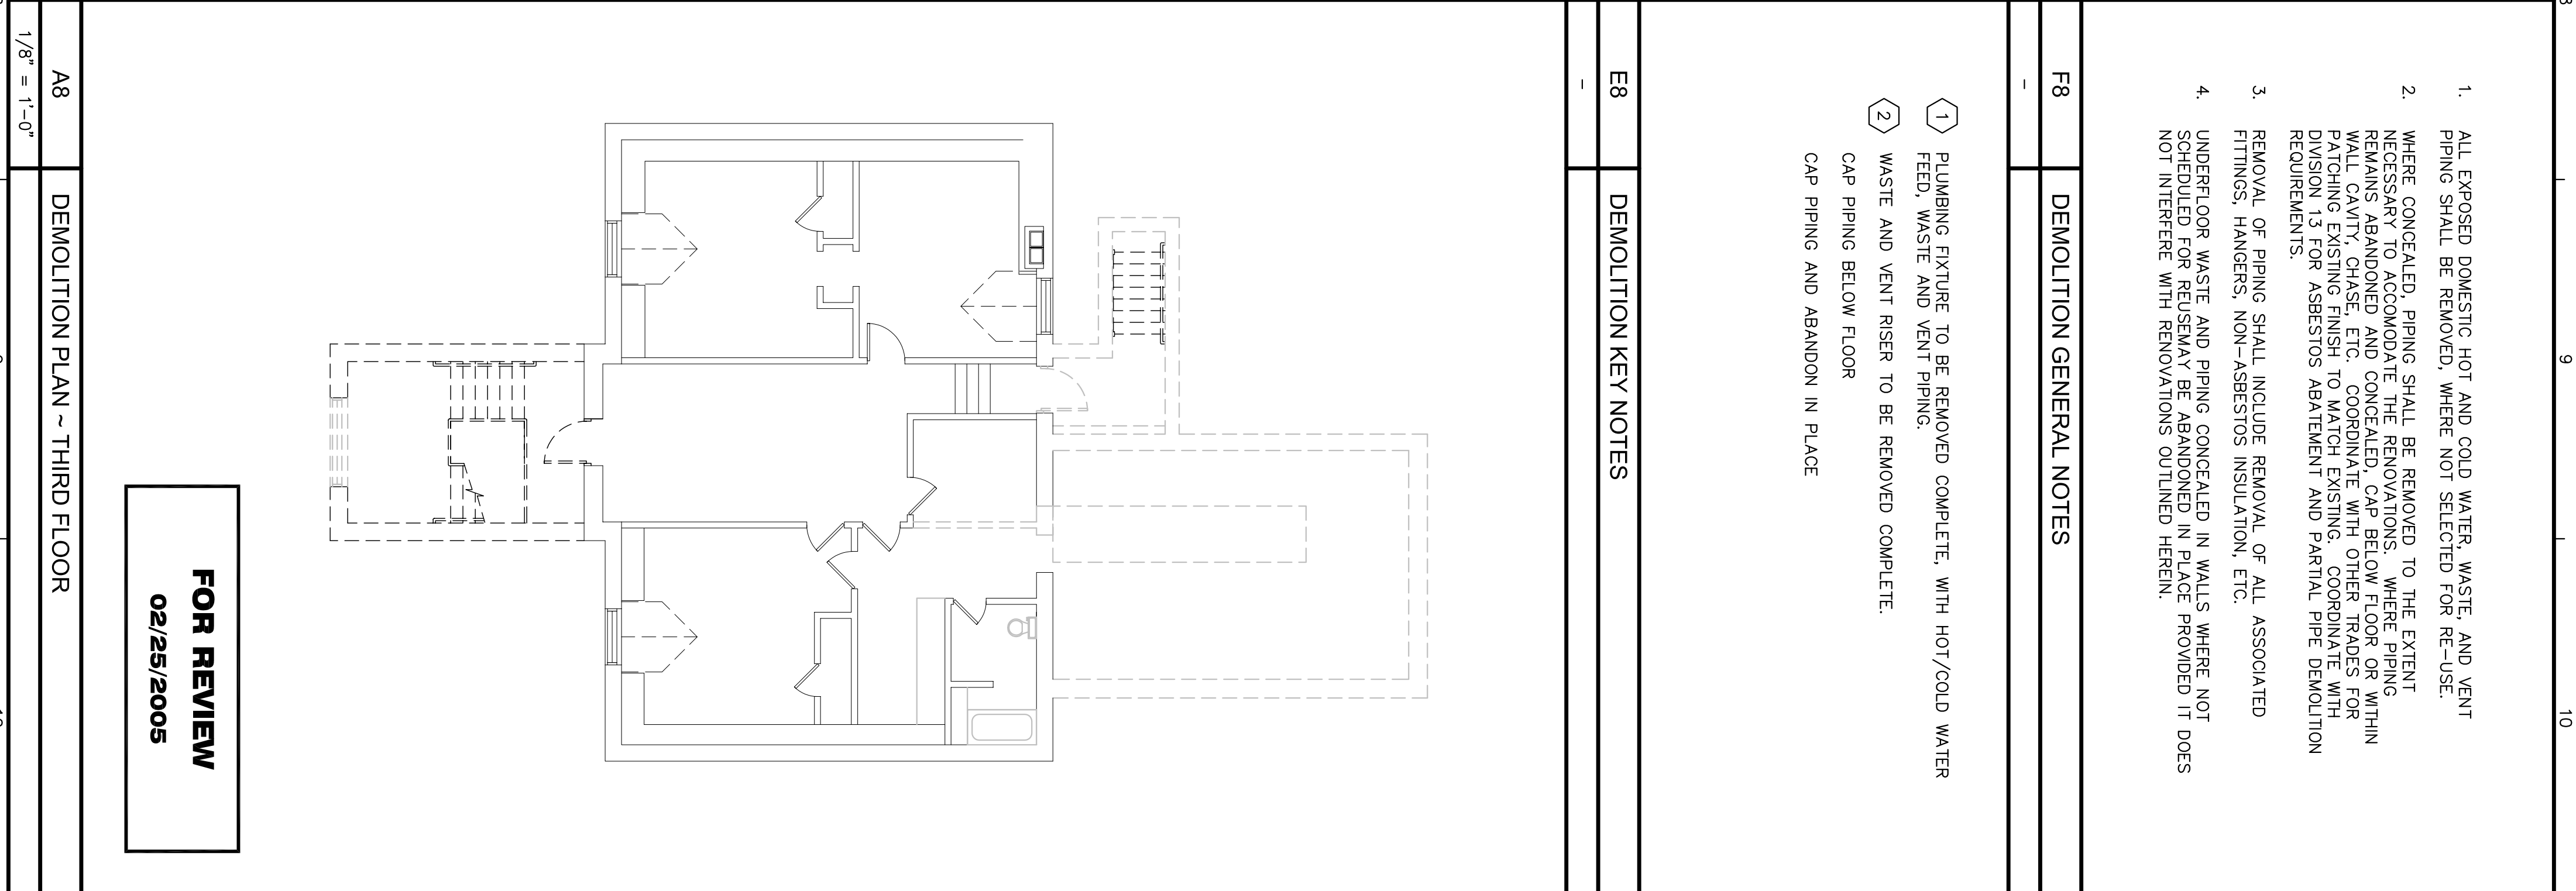 8
9
10
1. ALL EXPOSED DOMESTIC HOT AND COLD WATER, WASTE, AND VENT
PIPING SHALL BE REMOVED, WHERE NOT SELECTED FOR RE-USE.
2. WHERE CONCEALED, PIPING SHALL BE REMOVED TO THE EXTENT
NECESSARY TO ACCOMODATE THE RENOVATIONS. WHERE PIPING
REMAINS ABANDONED AND CONCEALED, CAP BELOW FLOOR OR WITHIN
WALL CAVITY, CHASE, ETC. COORDINATE WITH OTHER TRADES FOR
PATCHING EXISTING FINISH TO MATCH EXISTING. COORDINATE WITH
DIVISION 13 FOR ASBESTOS ABATEMENT AND PARTIAL PIPE DEMOLITION
REQUIREMENTS.
3. REMOVAL OF PIPING SHALL INCLUDE REMOVAL OF ALL ASSOCIATED
FITTINGS, HANGERS, NON-ASBESTOS INSULATION, ETC.
4. UNDERFLOOR WASTE AND PIPING CONCEALED IN WALLS WHERE NOT
SCHEDULED FOR REUSEMAY BE ABANDONED IN PLACE PROVIDED IT DOES
NOT INTERFERE WITH RENOVATIONS OUTLINED HEREIN.
F8 DEMOLITION GENERAL NOTES
-
1 PLUMBING FIXTURE TO BE REMOVED COMPLETE, WITH HOT/COLD WATER
FEED, WASTE AND VENT PIPING.
2 WASTE AND VENT RISER TO BE REMOVED COMPLETE.
CAP PIPING BELOW FLOOR
CAP PIPING AND ABANDON IN PLACE
E8 DEMOLITION KEY NOTES
-
FOR REVIEW
02/25/2005
A8 DEMOLITION PLAN ~ THIRD FLOOR
1/8" = 1'-0"